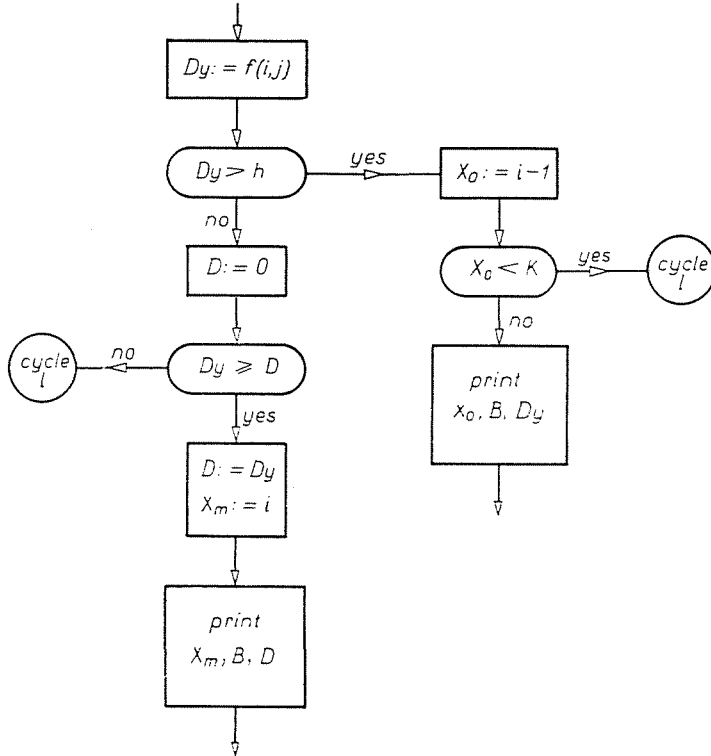 Dy:= f(i,j)
Dy > h
yes
X₀:= i-1
no
D:= 0
X₀ < K
yes
cycle
l
no
cycle
l
no
Dy ⩾ D
yes
print
x₀, B, Dy
D:= Dy
Xₘ:= i
print
Xₘ, B, D